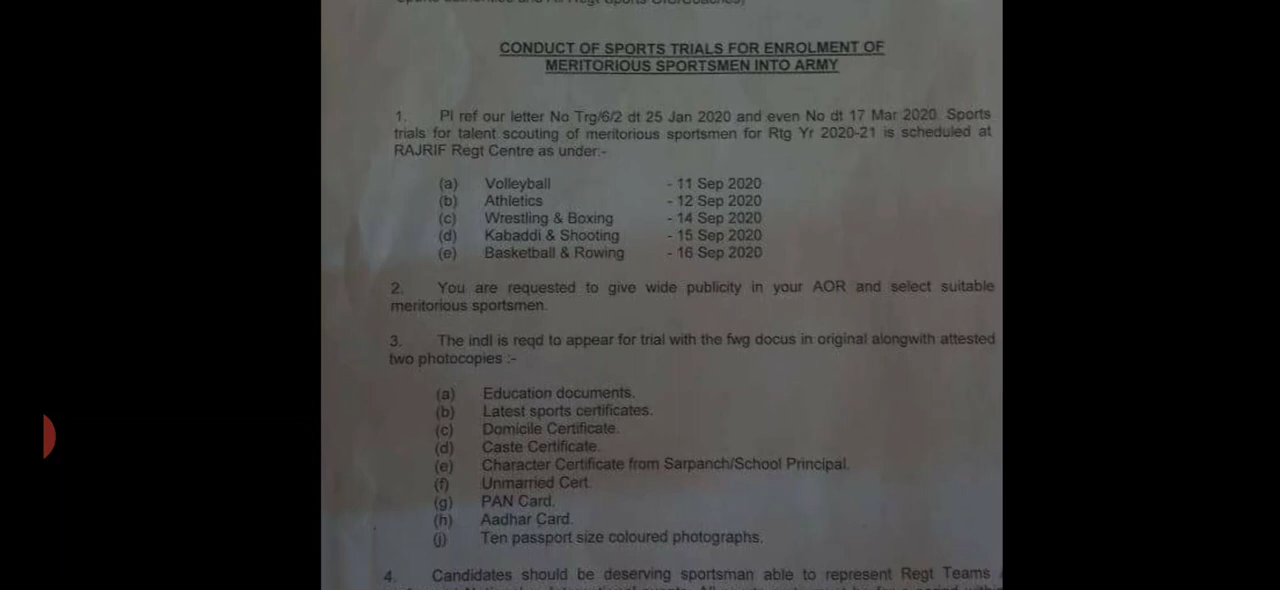 CONDUCT OF SPORTS TRIALS FOR ENROLMENT OF
MERITORIOUS SPORTSMEN INTO ARMY
1. Pl ref our letter No Trg/6/2 dt 25 Jan 2020 and even No dt 17 Mar 2020. Sports
trials for talent scouting of meritorious sportsmen for Rtg Yr 2020-21 is scheduled at
RAJRIF Regt Centre as under:-
(a) Volleyball - 11 Sep 2020
(b) Athletics - 12 Sep 2020
(c) Wrestling & Boxing - 14 Sep 2020
(d) Kabaddi & Shooting - 15 Sep 2020
(e) Basketball & Rowing - 16 Sep 2020
2. You are requested to give wide publicity in your AOR and select suitable
meritorious sportsmen.
3. The indl is reqd to appear for trial with the fwg docus in original alongwith attested
two photocopies :-
(a) Education documents.
(b) Latest sports certificates.
(c) Domicile Certificate.
(d) Caste Certificate.
(e) Character Certificate from Sarpanch/School Principal.
(f) Unmarried Cert.
(g) PAN Card.
(h) Aadhar Card.
(j) Ten passport size coloured photographs.
4. Candidates should be deserving sportsman able to represent Regt Teams